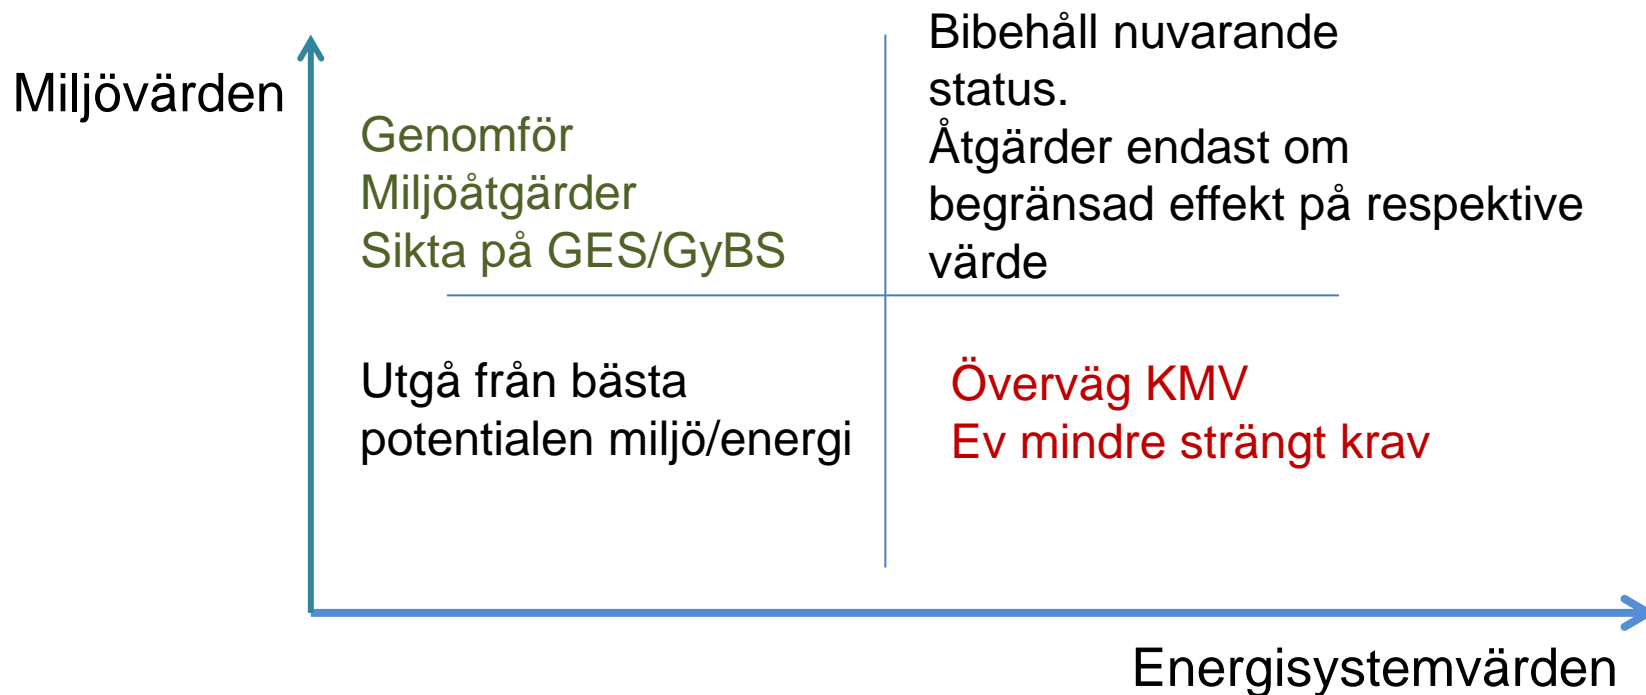 Miljövärden
Genomför
Miljöåtgärder
Sikta på GES/GyBS
Bibehåll nuvarande
status.
Åtgärder endast om
begränsad effekt på respektive
värde
Utgå från bästa
potentialen miljö/energi
Överväg KMV
Ev mindre strängt krav
Energisystemvärden